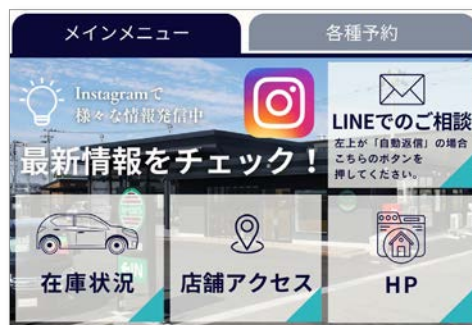 メインメニュー
各種予約
Instagramで
様々な情報発信中
最新情報をチェック！
LINEでのご相談
左上が「自動返信」の場合
こちらのボタンを
押してください。
在庫状況
店舗アクセス
HP